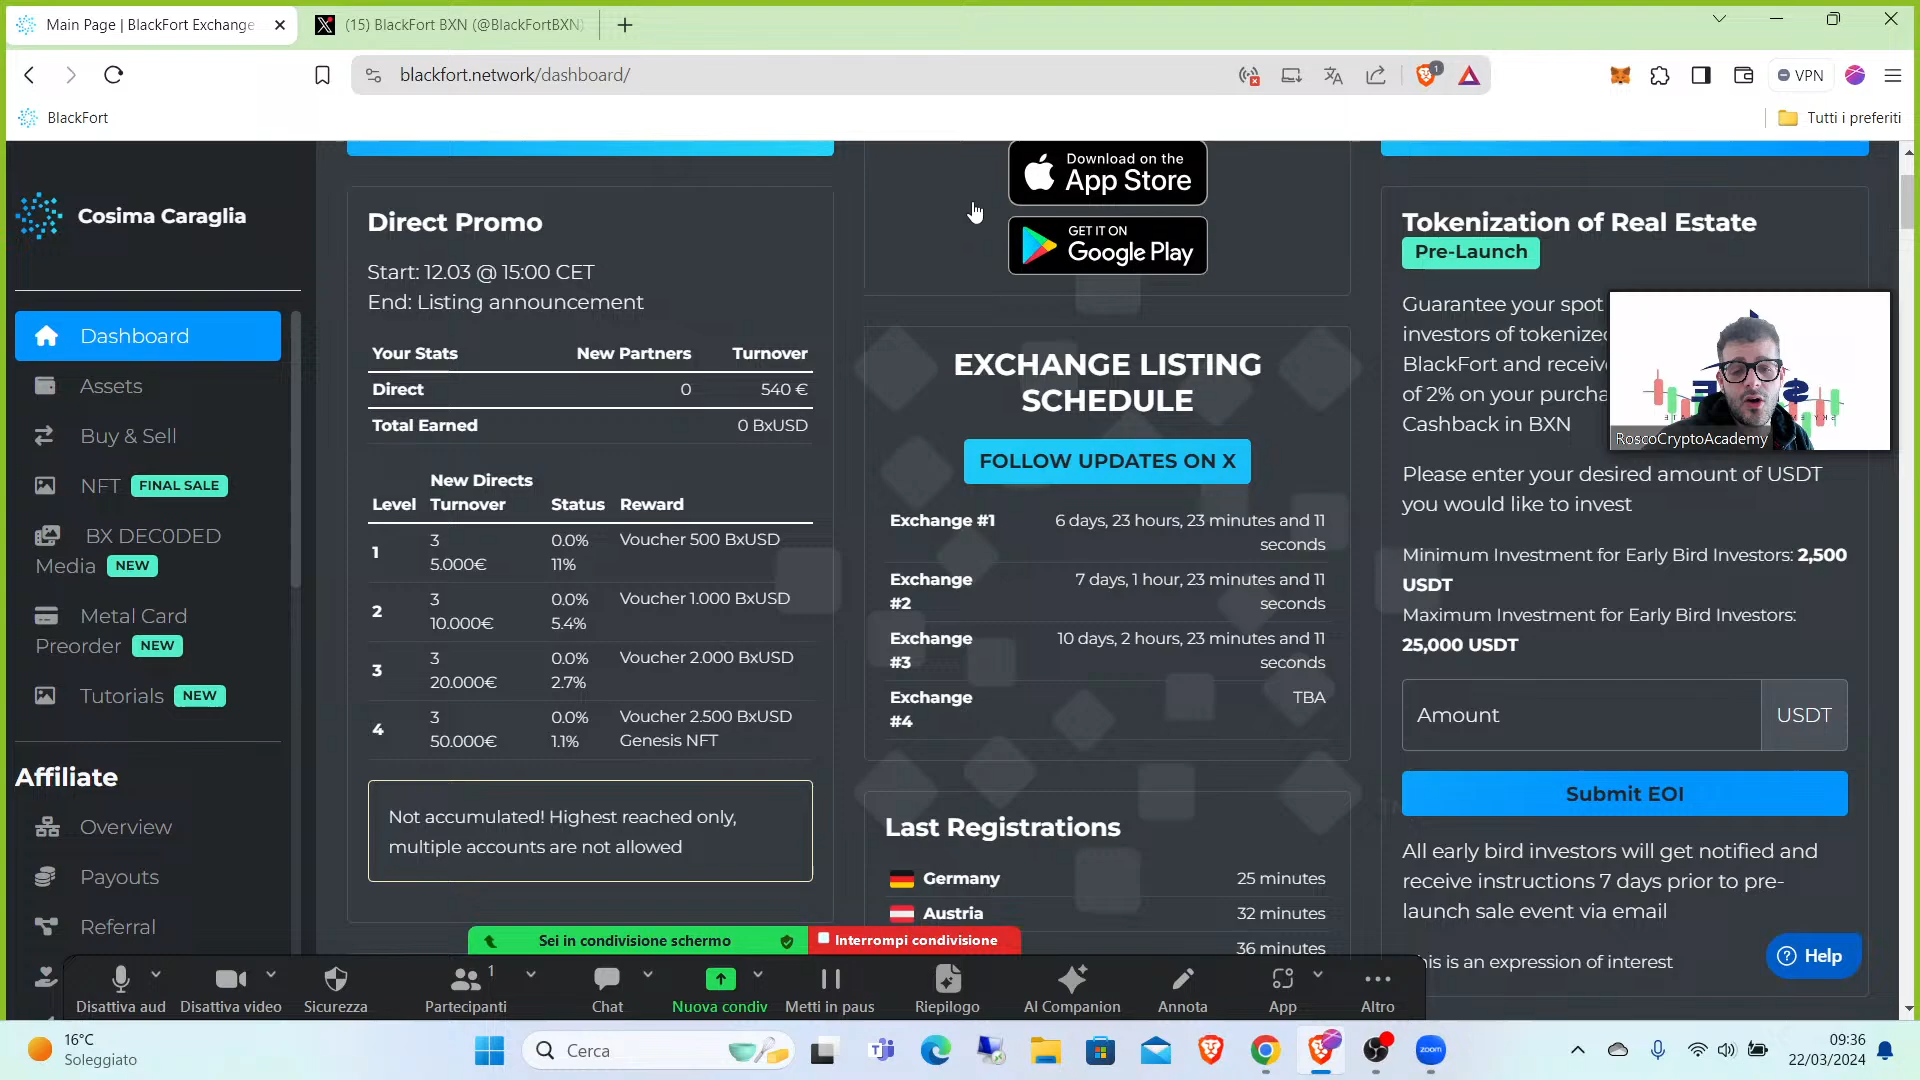 Main Page | BlackFort Exchange
(15) BlackFort BXN (@BlackFortBXN)
blackfort.network/dashboard/
1
VPN
BlackFort
Tutti i preferiti
Cosima Caraglia
Dashboard
Assets
Buy & Sell
NFT FINAL SALE
BX DEC0DED
Media NEW
Metal Card
Preorder NEW
Tutorials NEW
Affiliate
Overview
Payouts
Referral
Direct Promo
Start: 12.03 @ 15:00 CET
End: Listing announcement
Your Stats New Partners Turnover
Direct 0 540 €
Total Earned 0 BxUSD
New Directs
Level Turnover Status Reward
1 3 0.0% Voucher 500 BxUSD
5.000€ 11%
2 3 0.0% Voucher 1.000 BxUSD
10.000€ 5.4%
3 3 0.0% Voucher 2.000 BxUSD
20.000€ 2.7%
4 3 0.0% Voucher 2.500 BxUSD
50.000€ 1.1% Genesis NFT
Not accumulated! Highest reached only,
multiple accounts are not allowed
Download on the
App Store
GET IT ON
Google Play
EXCHANGE LISTING
SCHEDULE
FOLLOW UPDATES ON X
Exchange #1 6 days, 23 hours, 23 minutes and 11
seconds
Exchange 7 days, 1 hour, 23 minutes and 11
#2 seconds
Exchange 10 days, 2 hours, 23 minutes and 11
#3 seconds
Exchange TBA
#4
Last Registrations
Germany 25 minutes
Austria 32 minutes
36 minutes
Tokenization of Real Estate
Pre-Launch
Guarantee your spot
investors of tokenized
BlackFort and receive
of 2% on your purcha
Cashback in BXN
RoscoCryptoAcademy
Please enter your desired amount of USDT
you would like to invest
Minimum Investment for Early Bird Investors: 2,500
USDT
Maximum Investment for Early Bird Investors:
25,000 USDT
Amount USDT
Submit EOI
All early bird investors will get notified and
receive instructions 7 days prior to pre-
launch sale event via email
his is an expression of interest
Help
Sei in condivisione schermo
Interrompi condivisione
Disattiva aud
Disattiva video
Sicurezza
1
Partecipanti
Chat
Nuova condiv
Metti in paus
Riepilogo
AI Companion
Annota
App
Altro
16°C
Soleggiato
Cerca
zoom
09:36
22/03/2024